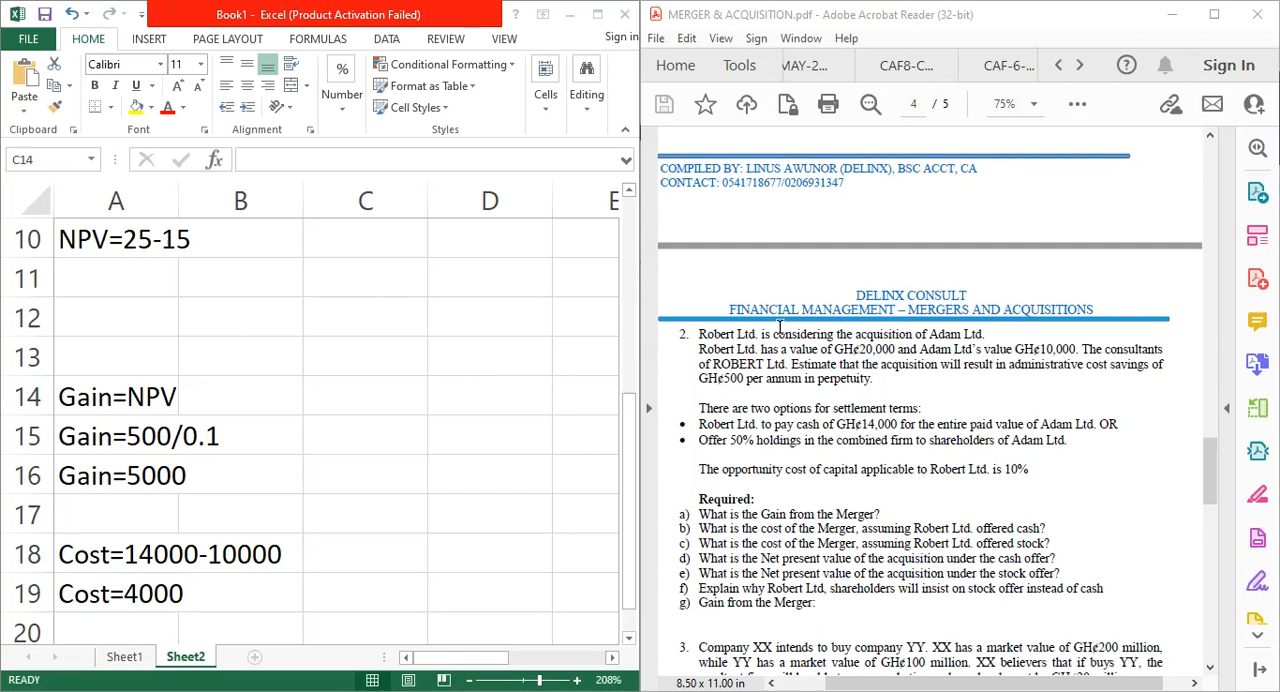 Book1 - Excel (Product Activation Failed)
FILE HOME INSERT PAGE LAYOUT FORMULAS DATA REVIEW VIEW Sign in
Paste
Calibri 11
B I U
A A
A
%
Number
Conditional Formatting
Format as Table
Cell Styles
Cells
Editing
Clipboard Font Alignment Styles
C14 fx
A B C D E
10 NPV=25-15
11
12
13
14 Gain=NPV
15 Gain=500/0.1
16 Gain=5000
17
18 Cost=14000-10000
19 Cost=4000
20
Sheet1 Sheet2
READY 208%
MERGER & ACQUISITION.pdf - Adobe Acrobat Reader (32-bit)
File Edit View Sign Window Help
Home Tools MAY-2... CAF8-C... CAF-6-... Sign In
4 / 5 75%
COMPILED BY: LINUS AWUNOR (DELINX), BSC ACCT, CA
CONTACT: 0541718677/0206931347
DELINX CONSULT
FINANCIAL MANAGEMENT – MERGERS AND ACQUISITIONS
2. Robert Ltd. is considering the acquisition of Adam Ltd.
Robert Ltd. has a value of GH¢20,000 and Adam Ltd's value GH¢10,000. The consultants
of ROBERT Ltd. Estimate that the acquisition will result in administrative cost savings of
GH¢500 per annum in perpetuity.
There are two options for settlement terms:
• Robert Ltd. to pay cash of GH¢14,000 for the entire paid value of Adam Ltd. OR
• Offer 50% holdings in the combined firm to shareholders of Adam Ltd.
The opportunity cost of capital applicable to Robert Ltd. is 10%
Required:
a) What is the Gain from the Merger?
b) What is the cost of the Merger, assuming Robert Ltd. offered cash?
c) What is the cost of the Merger, assuming Robert Ltd. offered stock?
d) What is the Net present value of the acquisition under the cash offer?
e) What is the Net present value of the acquisition under the stock offer?
f) Explain why Robert Ltd, shareholders will insist on stock offer instead of cash
g) Gain from the Merger:
3. Company XX intends to buy company YY. XX has a market value of GH¢200 million,
while YY has a market value of GH¢100 million. XX believes that if buys YY, the
8.50 x 11.00 in